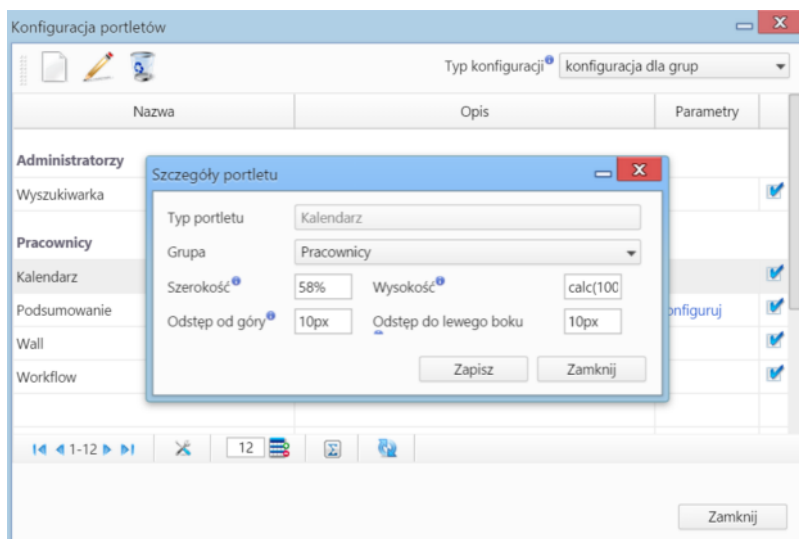 Konfiguracja portletów
Typ konfiguracji konfiguracja dla grup
Nazwa Opis Parametry
Administratorzy
Szczegóły portletu
Wyszukiwarka
Typ portletu Kalendarz
Pracownicy
Grupa Pracownicy
Kalendarz
Szerokość 58% Wysokość calc(100
Podsumowanie
onfiguruj
Odstęp od góry 10px Odstęp do lewego boku 10px
Wall
Workflow
Zapisz Zamknij
1-12 12
Zamknij